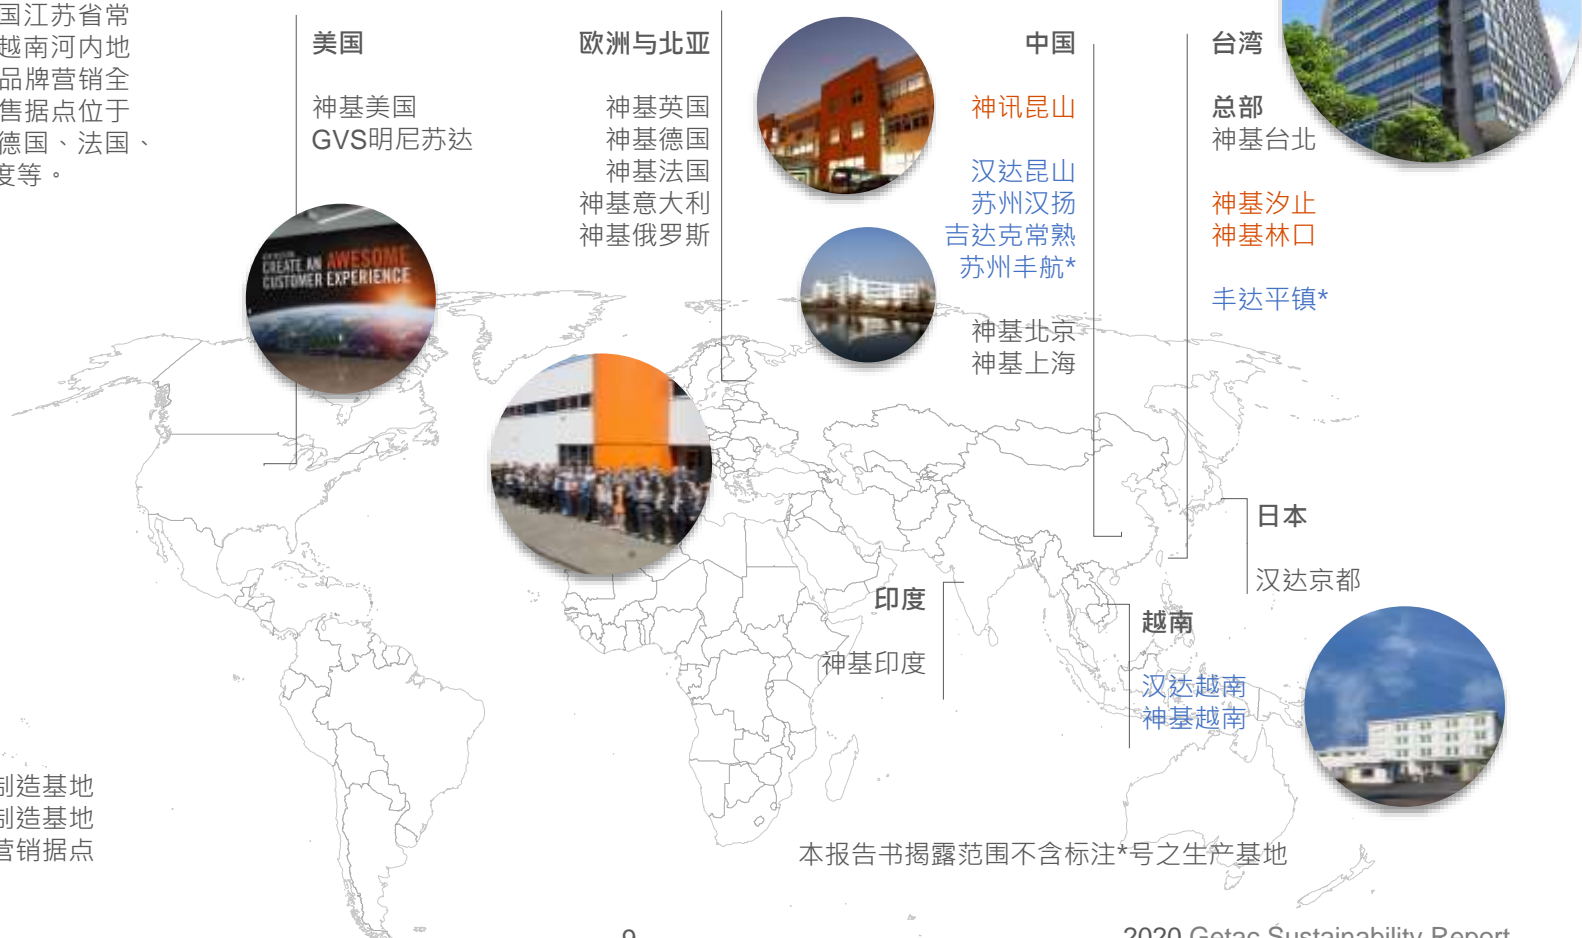 国江苏省常
越南河内地
品牌营销全
售据点位于
德国、法国、
度等。
美国
神基美国
GVS明尼苏达
CREATE AN AWESOME
CUSTOMER EXPERIENCE
欧洲与北亚
神基英国
神基德国
神基法国
神基意大利
神基俄罗斯
中国
神讯昆山
汉达昆山
苏州汉扬
吉达克常熟
苏州丰航*
神基北京
神基上海
台湾
总部
神基台北
神基汐止
神基林口
丰达平镇*
日本
汉达京都
印度
神基印度
越南
汉达越南
神基越南
制造基地
制造基地
营销据点
本报告书揭露范围不含标注*号之生产基地
9
2020 Getac Sustainability Report